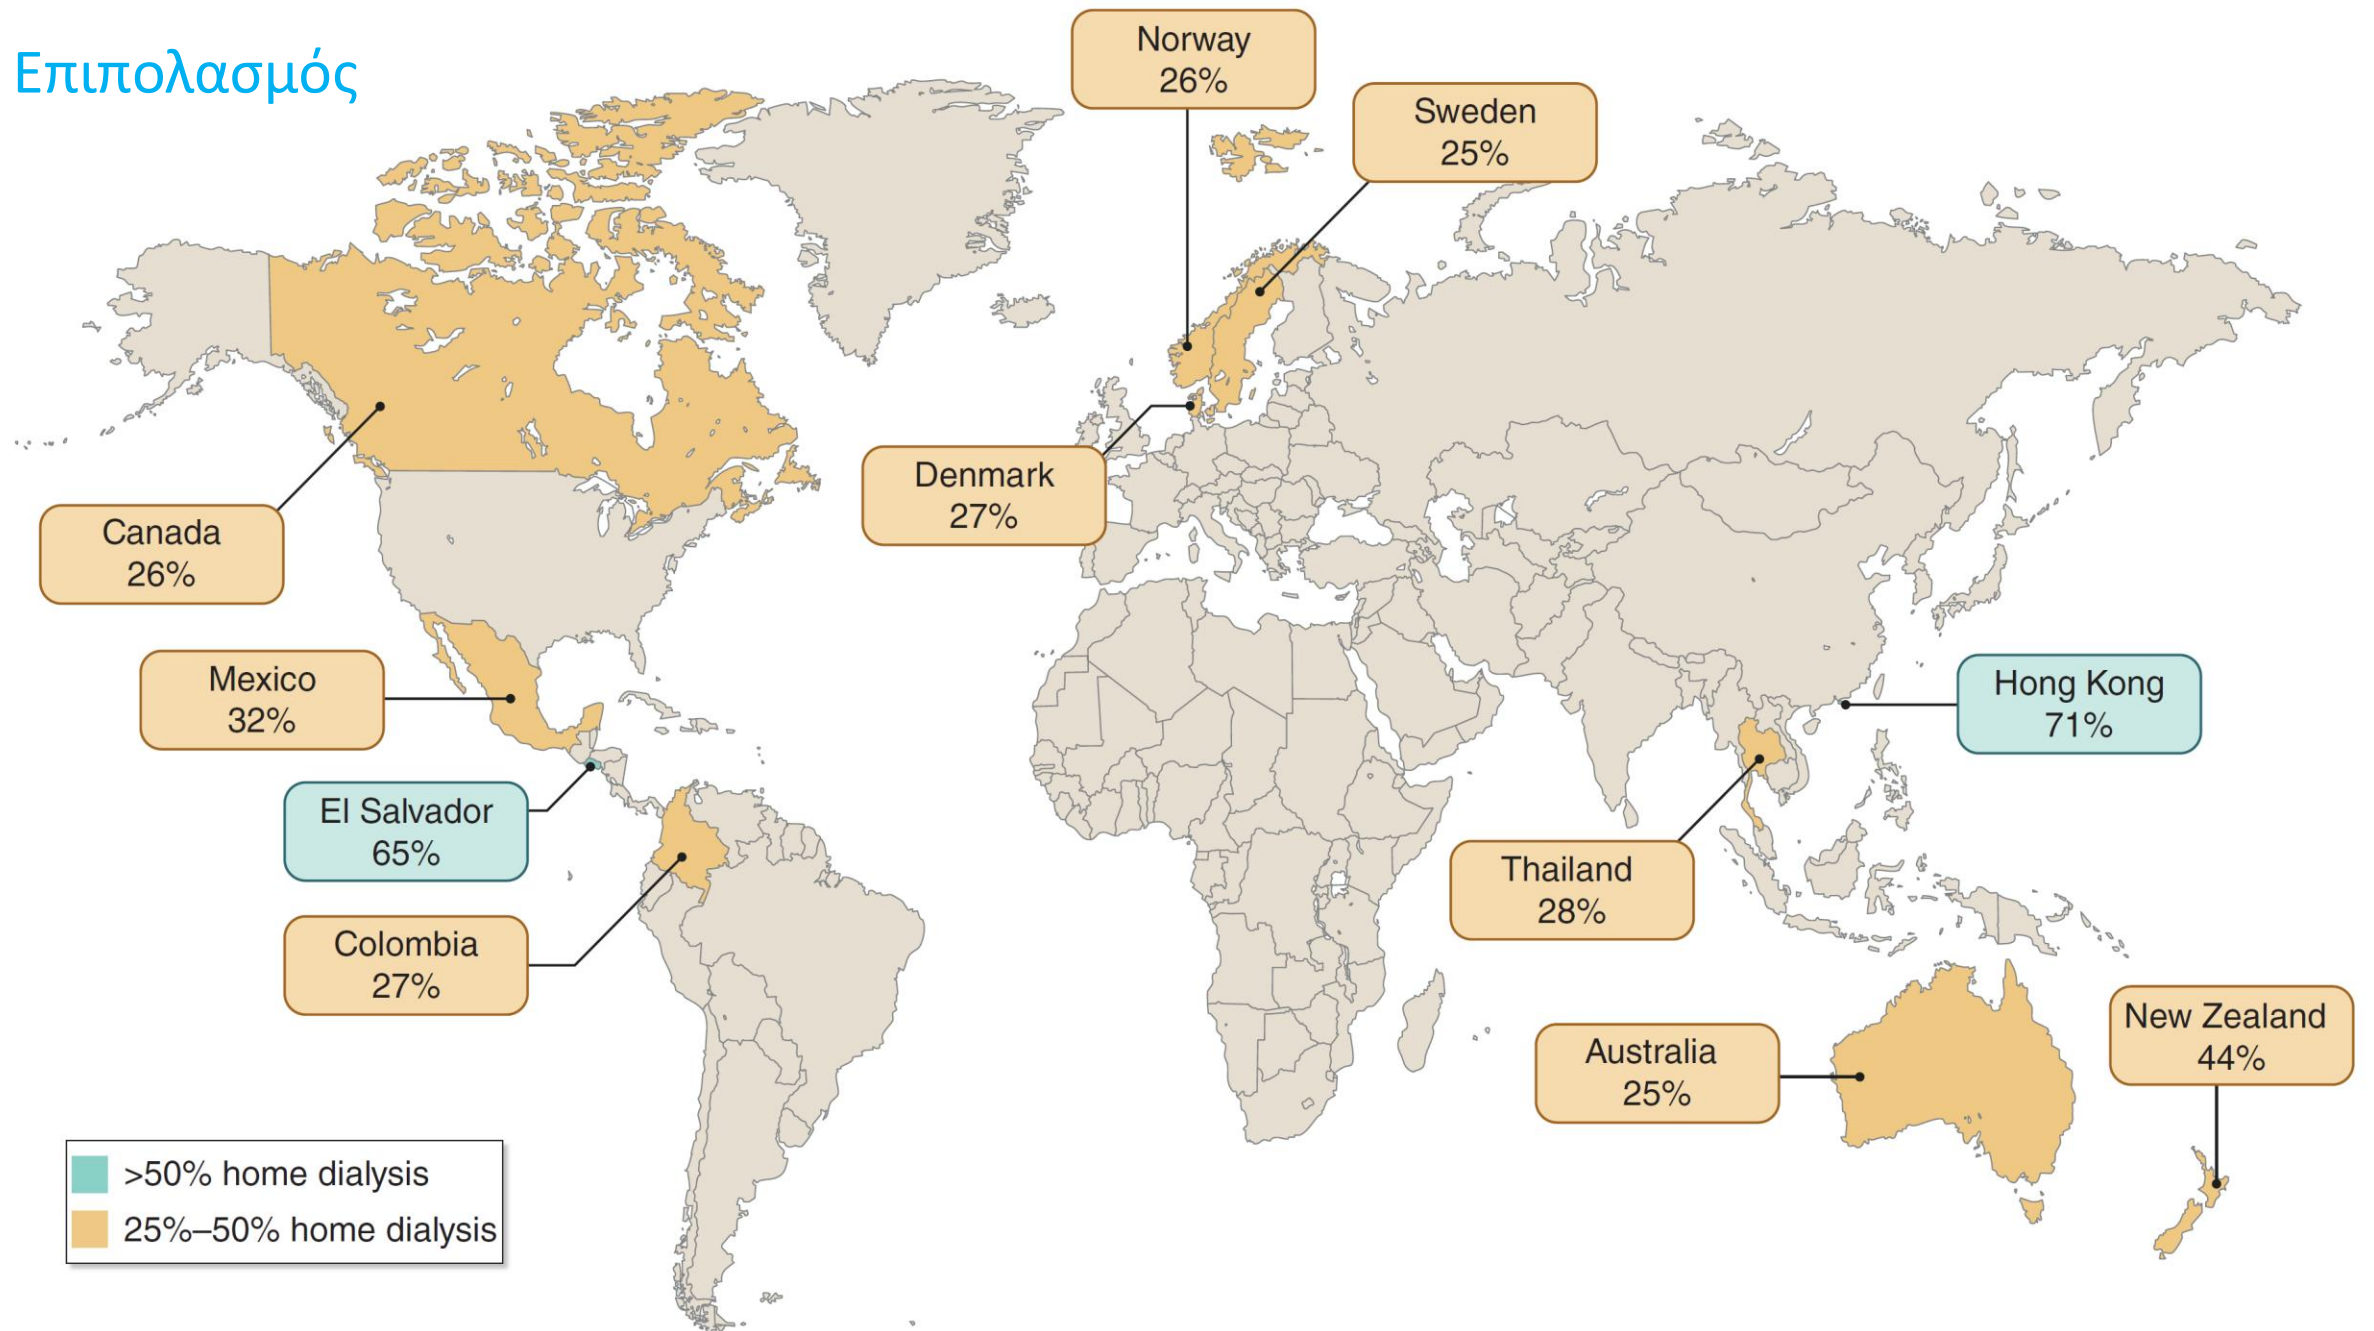 Επιπολασμός
Norway
26%
Sweden
25%
Denmark
27%
Canada
26%
Mexico
32%
El Salvador
65%
Colombia
27%
Hong Kong
71%
Thailand
28%
Australia
25%
New Zealand
44%
>50% home dialysis
25%–50% home dialysis